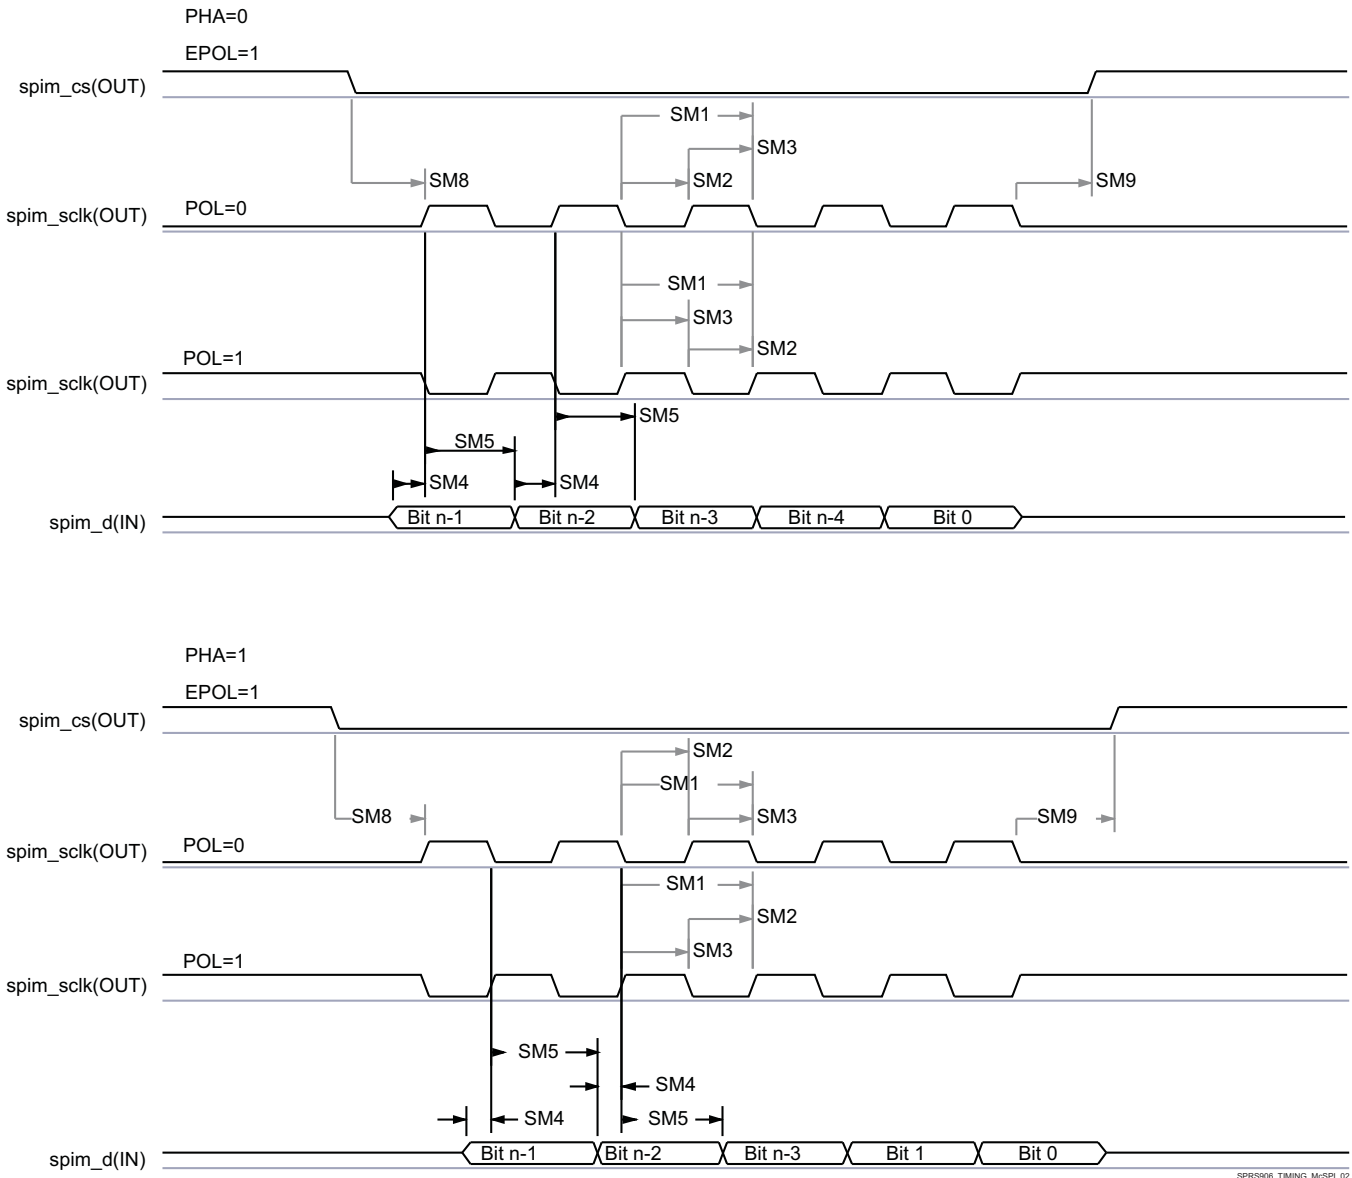 PHA=0
EPOL=1
spim_cs(OUT)
SM1
SM3
SM8
SM2
SM9
POL=0
spim_sclk(OUT)
SM1
SM3
SM2
POL=1
spim_sclk(OUT)
SM5
SM5
SM4
SM4
Bit n-1
Bit n-2
Bit n-3
Bit n-4
Bit 0
spim_d(IN)
PHA=1
EPOL=1
spim_cs(OUT)
SM2
SM1
SM8
SM3
SM9
POL=0
spim_sclk(OUT)
SM1
SM2
SM3
POL=1
spim_sclk(OUT)
SM5
SM4
SM4
SM5
Bit n-1
Bit n-2
Bit n-3
Bit 1
Bit 0
spim_d(IN)
SPRS906_TIMING_McSPI_02